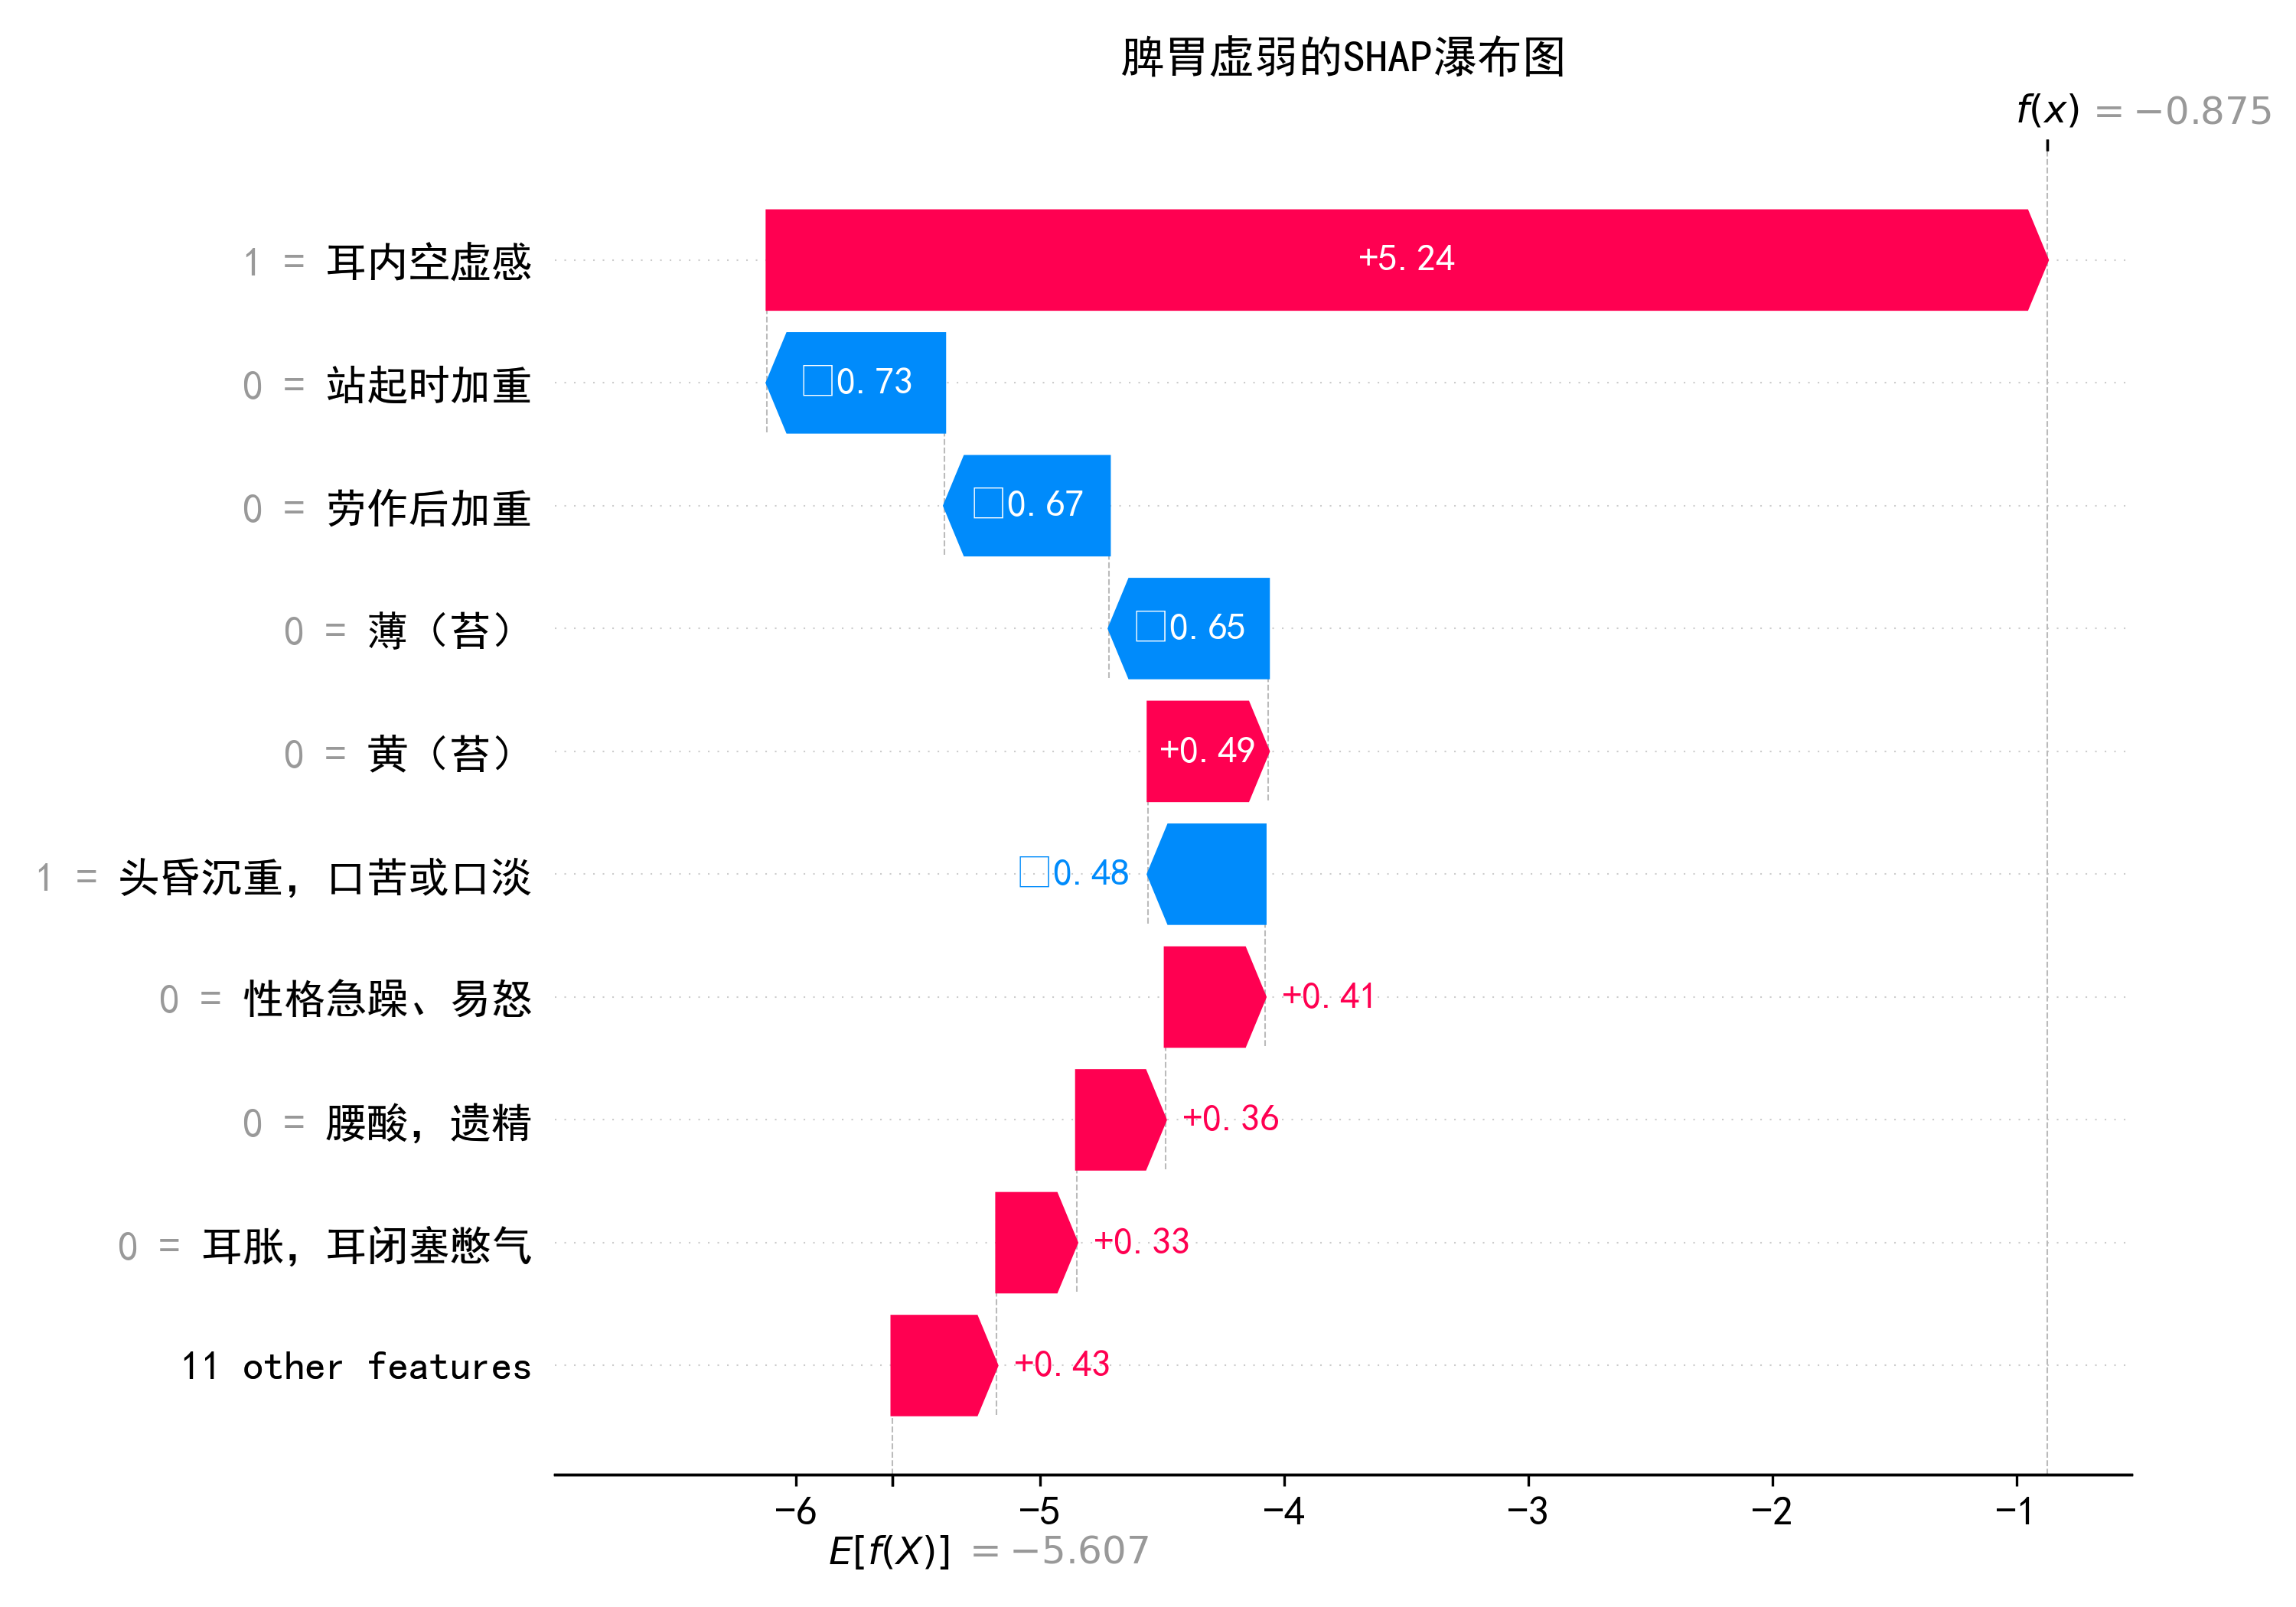 脾胃虚弱的SHAP瀑布图
f(x) = −0.875
1 = 耳内空虚感
+5.24
0 = 站起时加重
□0.73
0 = 劳作后加重
□0.67
0 = 薄（苔）
□0.65
0 = 黄（苔）
+0.49
1 = 头昏沉重，口苦或口淡
□0.48
0 = 性格急躁、易怒
+0.41
0 = 腰酸，遗精
+0.36
0 = 耳胀，耳闭塞憋气
+0.33
11 other features
+0.43
−6 −5 −4 −3 −2 −1
E[f(X)] = −5.607